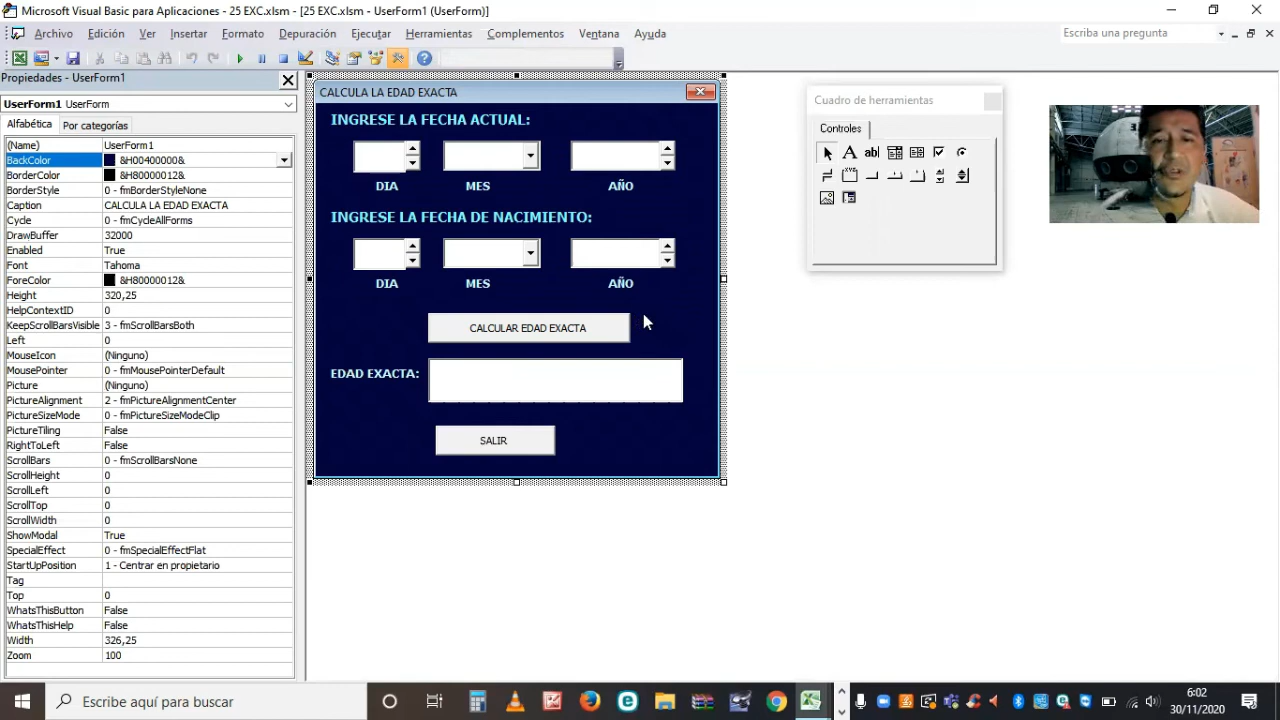 Microsoft Visual Basic para Aplicaciones - 25 EXC.xlsm - [25 EXC.xlsm - UserForm1 (UserForm)]
Archivo Edición Ver Insertar Formato Depuración Ejecutar Herramientas Complementos Ventana Ayuda
Escriba una pregunta
Propiedades - UserForm1
UserForm1 UserForm
Alfabética Por categorías
(Name) UserForm1
BackColor &H00400000&
BorderColor &H80000012&
BorderStyle 0 - fmBorderStyleNone
Caption CALCULA LA EDAD EXACTA
Cycle 0 - fmCycleAllForms
DrawBuffer 32000
Enabled True
Font Tahoma
ForeColor &H80000012&
Height 320,25
HelpContextID 0
KeepScrollBarsVisible 3 - fmScrollBarsBoth
Left 0
MouseIcon (Ninguno)
MousePointer 0 - fmMousePointerDefault
Picture (Ninguno)
PictureAlignment 2 - fmPictureAlignmentCenter
PictureSizeMode 0 - fmPictureSizeModeClip
PictureTiling False
RightToLeft False
ScrollBars 0 - fmScrollBarsNone
ScrollHeight 0
ScrollLeft 0
ScrollTop 0
ScrollWidth 0
ShowModal True
SpecialEffect 0 - fmSpecialEffectFlat
StartUpPosition 1 - Centrar en propietario
Tag
Top 0
WhatsThisButton False
WhatsThisHelp False
Width 326,25
Zoom 100
CALCULA LA EDAD EXACTA
INGRESE LA FECHA ACTUAL:
DIA MES AÑO
INGRESE LA FECHA DE NACIMIENTO:
DIA MES AÑO
CALCULAR EDAD EXACTA
EDAD EXACTA:
SALIR
Cuadro de herramientas
Controles
A ab|
Escribe aquí para buscar
6:02
30/11/2020